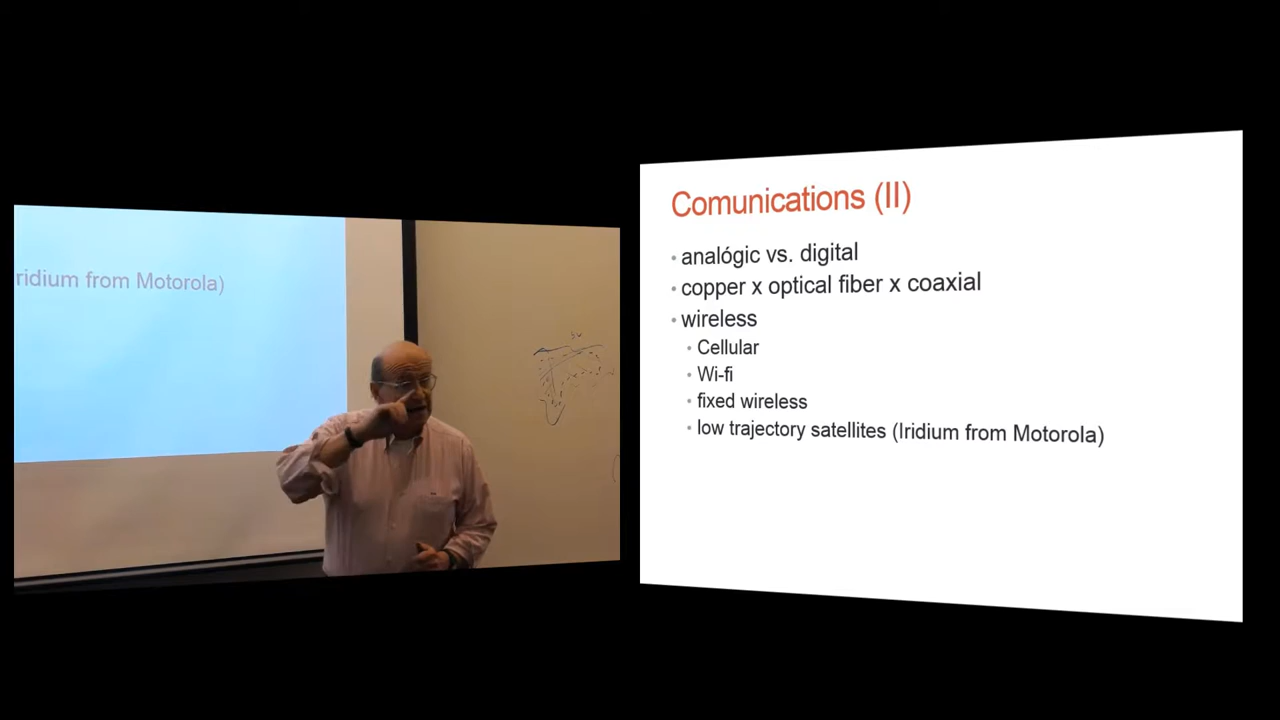 ridium from Motorola)
Comunications (II)
analógic vs. digital
copper x optical fiber x coaxial
wireless
Cellular
Wi-fi
fixed wireless
low trajectory satellites (Iridium from Motorola)